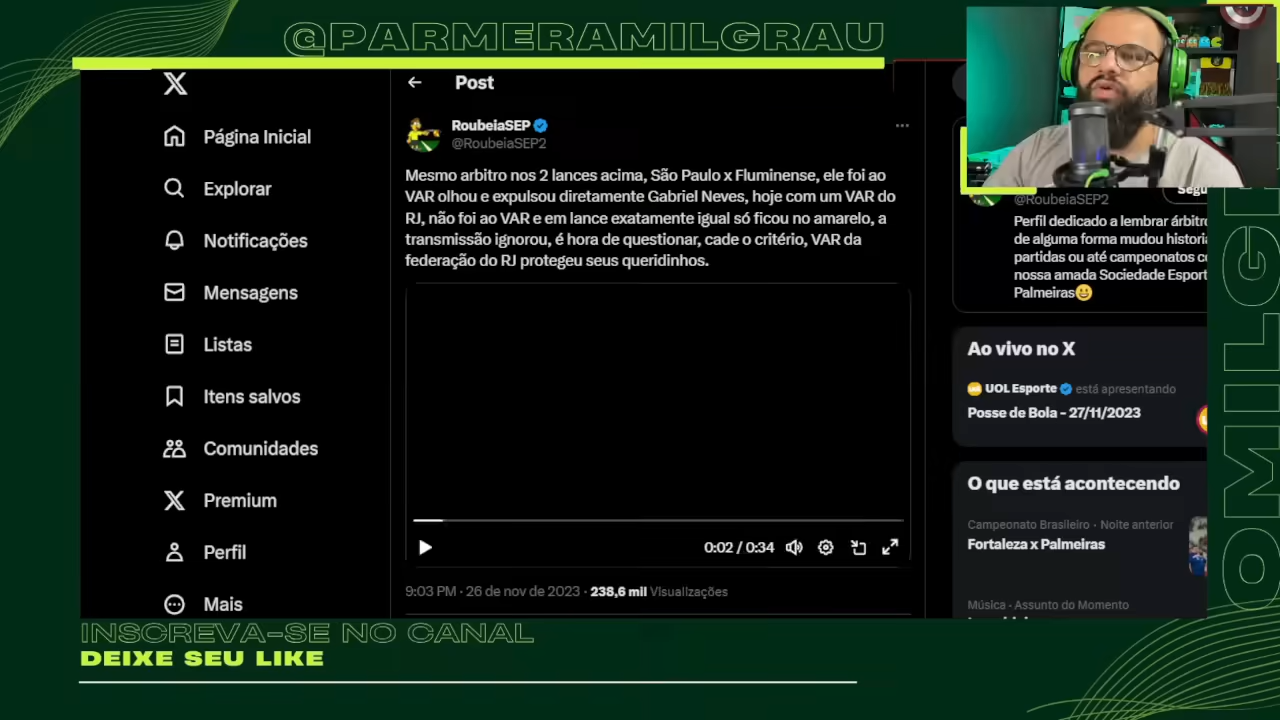 @PARMERAMILGRAU
Post
Página Inicial
Explorar
Notificações
Mensagens
Listas
Itens salvos
Comunidades
Premium
Perfil
Mais
RoubeiaSEP
@RoubeiaSEP2
Mesmo arbitro nos 2 lances acima, São Paulo x Fluminense, ele foi ao
VAR olhou e expulsou diretamente Gabriel Neves, hoje com um VAR do
RJ, não foi ao VAR e em lance exatamente igual só ficou no amarelo, a
transmissão ignorou, é hora de questionar, cade o critério, VAR da
federação do RJ protegeu seus queridinhos.
0:02 / 0:34
9:03 PM · 26 de nov de 2023 · 238,6 mil Visualizações
@RoubeiaSEP2
Segu
Perfil dedicado a lembrar árbitr
de alguma forma mudou historia
partidas ou até campeonatos c
nossa amada Sociedade Esport
Palmeiras
Ao vivo no X
UOL Esporte está apresentando
Posse de Bola - 27/11/2023
O que está acontecendo
Campeonato Brasileiro · Noite anterior
Fortaleza x Palmeiras
Música · Assunto do Momento
INSCREVA-SE NO CANAL
DEIXE SEU LIKE
OMILG